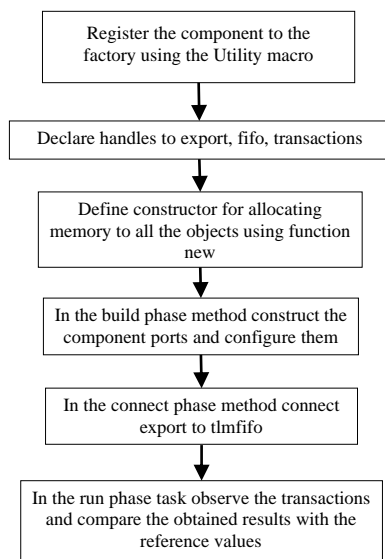 Register the component to the
factory using the Utility macro
Declare handles to export, fifo, transactions
Define constructor for allocating
memory to all the objects using function
new
In the build phase method construct the
component ports and configure them
In the connect phase method connect
export to tlmfifo
In the run phase task observe the transactions
and compare the obtained results with the
reference values